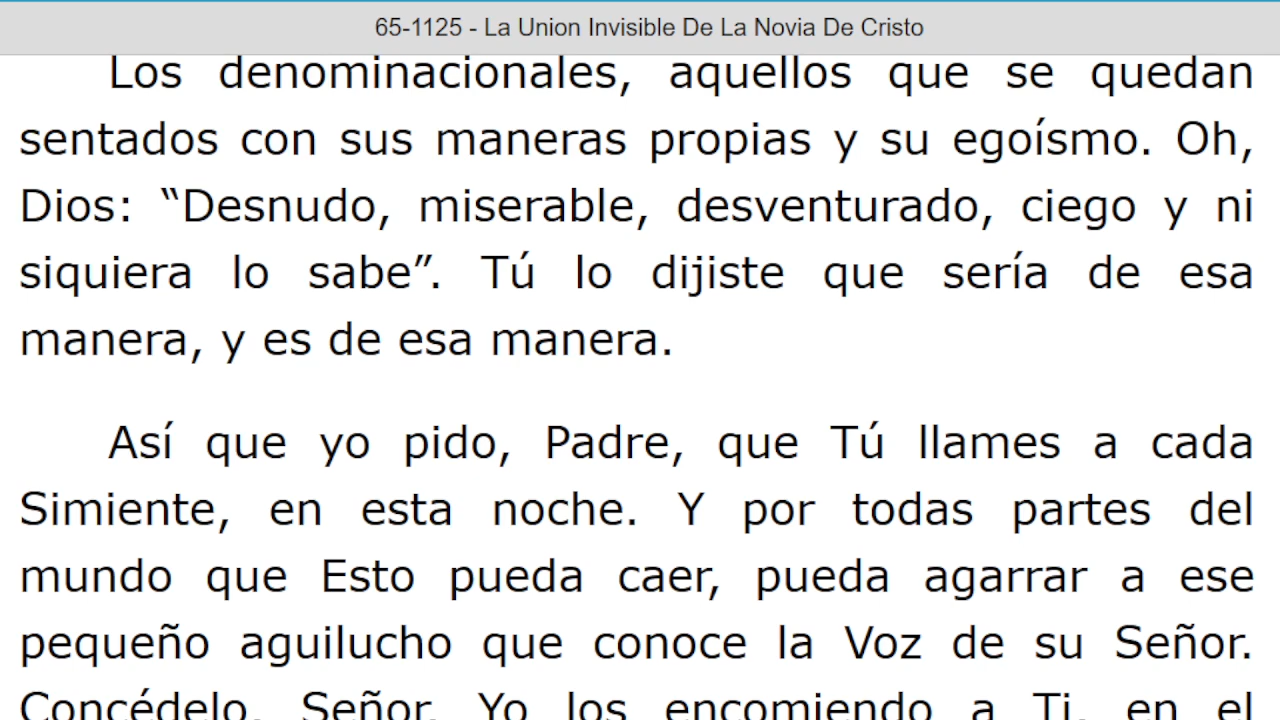 65-1125 - La Union Invisible De La Novia De Cristo
Los denominacionales, aquellos que se quedan
sentados con sus maneras propias y su egoísmo. Oh,
Dios: “Desnudo, miserable, desventurado, ciego y ni
siquiera lo sabe”. Tú lo dijiste que sería de esa
manera, y es de esa manera.
Así que yo pido, Padre, que Tú llames a cada
Simiente, en esta noche. Y por todas partes del
mundo que Esto pueda caer, pueda agarrar a ese
pequeño aguilucho que conoce la Voz de su Señor.
Concédelo, Señor. Yo los encomiendo a Ti, en el